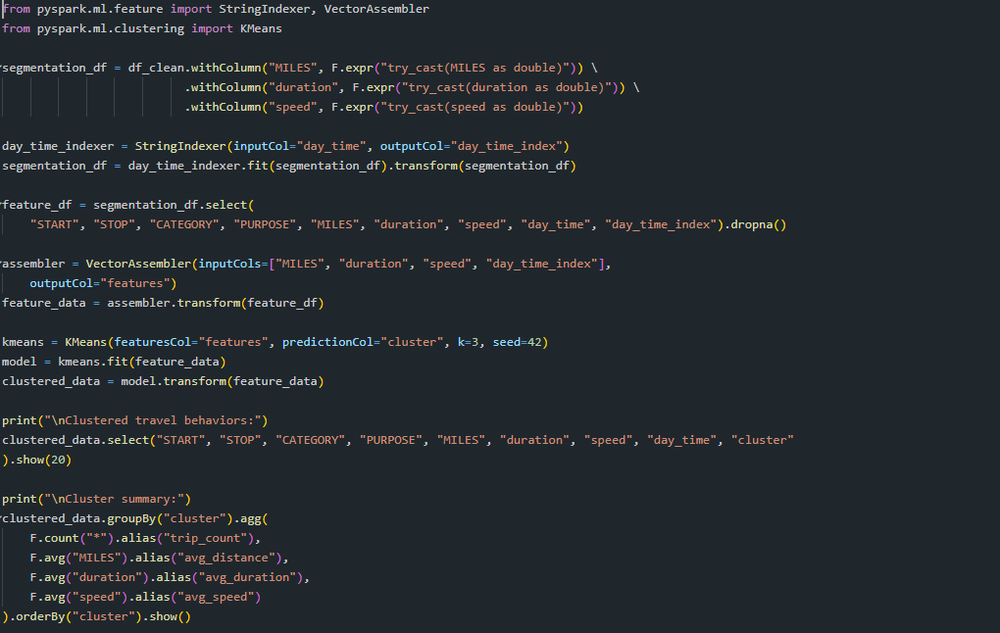 from pyspark.ml.feature import StringIndexer, VectorAssembler
from pyspark.ml.clustering import KMeans
segmentation_df = df_clean.withColumn("MILES", F.expr("try_cast(MILES as double)")) \
.withColumn("duration", F.expr("try_cast(duration as double)")) \
.withColumn("speed", F.expr("try_cast(speed as double)"))
day_time_indexer = StringIndexer(inputCol="day_time", outputCol="day_time_index")
segmentation_df = day_time_indexer.fit(segmentation_df).transform(segmentation_df)
feature_df = segmentation_df.select(
"START", "STOP", "CATEGORY", "PURPOSE", "MILES", "duration", "speed", "day_time", "day_time_index").dropna()
assembler = VectorAssembler(inputCols=["MILES", "duration", "speed", "day_time_index"],
outputCol="features")
feature_data = assembler.transform(feature_df)
kmeans = KMeans(featuresCol="features", predictionCol="cluster", k=3, seed=42)
model = kmeans.fit(feature_data)
clustered_data = model.transform(feature_data)
print("\nClustered travel behaviors:")
clustered_data.select("START", "STOP", "CATEGORY", "PURPOSE", "MILES", "duration", "speed", "day_time", "cluster"
).show(20)
print("\nCluster summary:")
clustered_data.groupBy("cluster").agg(
F.count("*").alias("trip_count"),
F.avg("MILES").alias("avg_distance"),
F.avg("duration").alias("avg_duration"),
F.avg("speed").alias("avg_speed")
).orderBy("cluster").show()